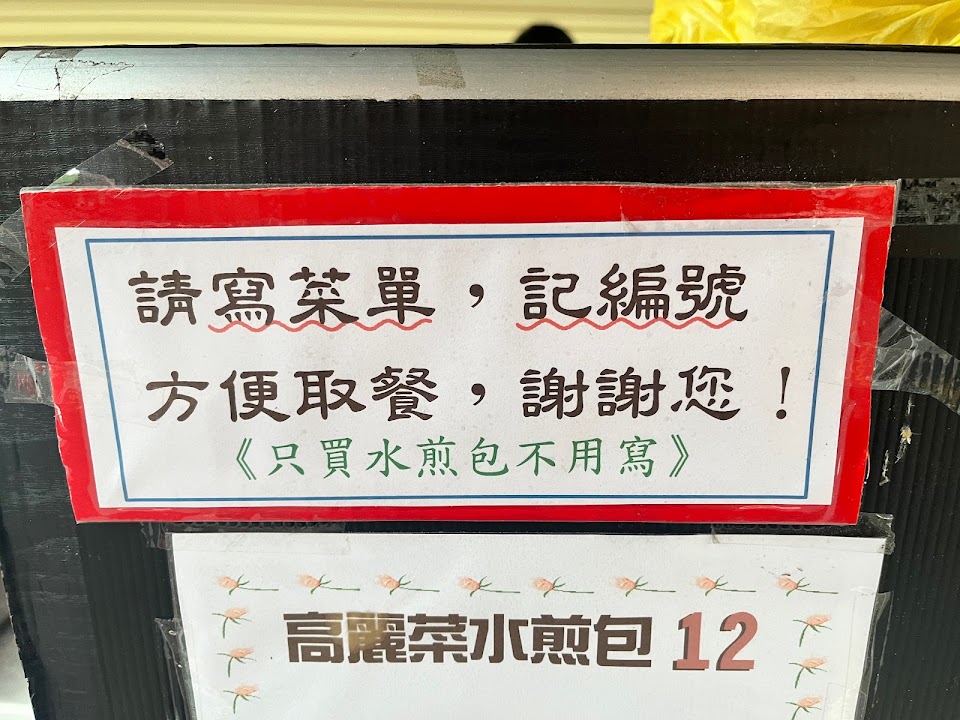 請寫菜單，記編號
方便取餐，謝謝您！
《只買水煎包不用寫》
高麗菜水煎包 12